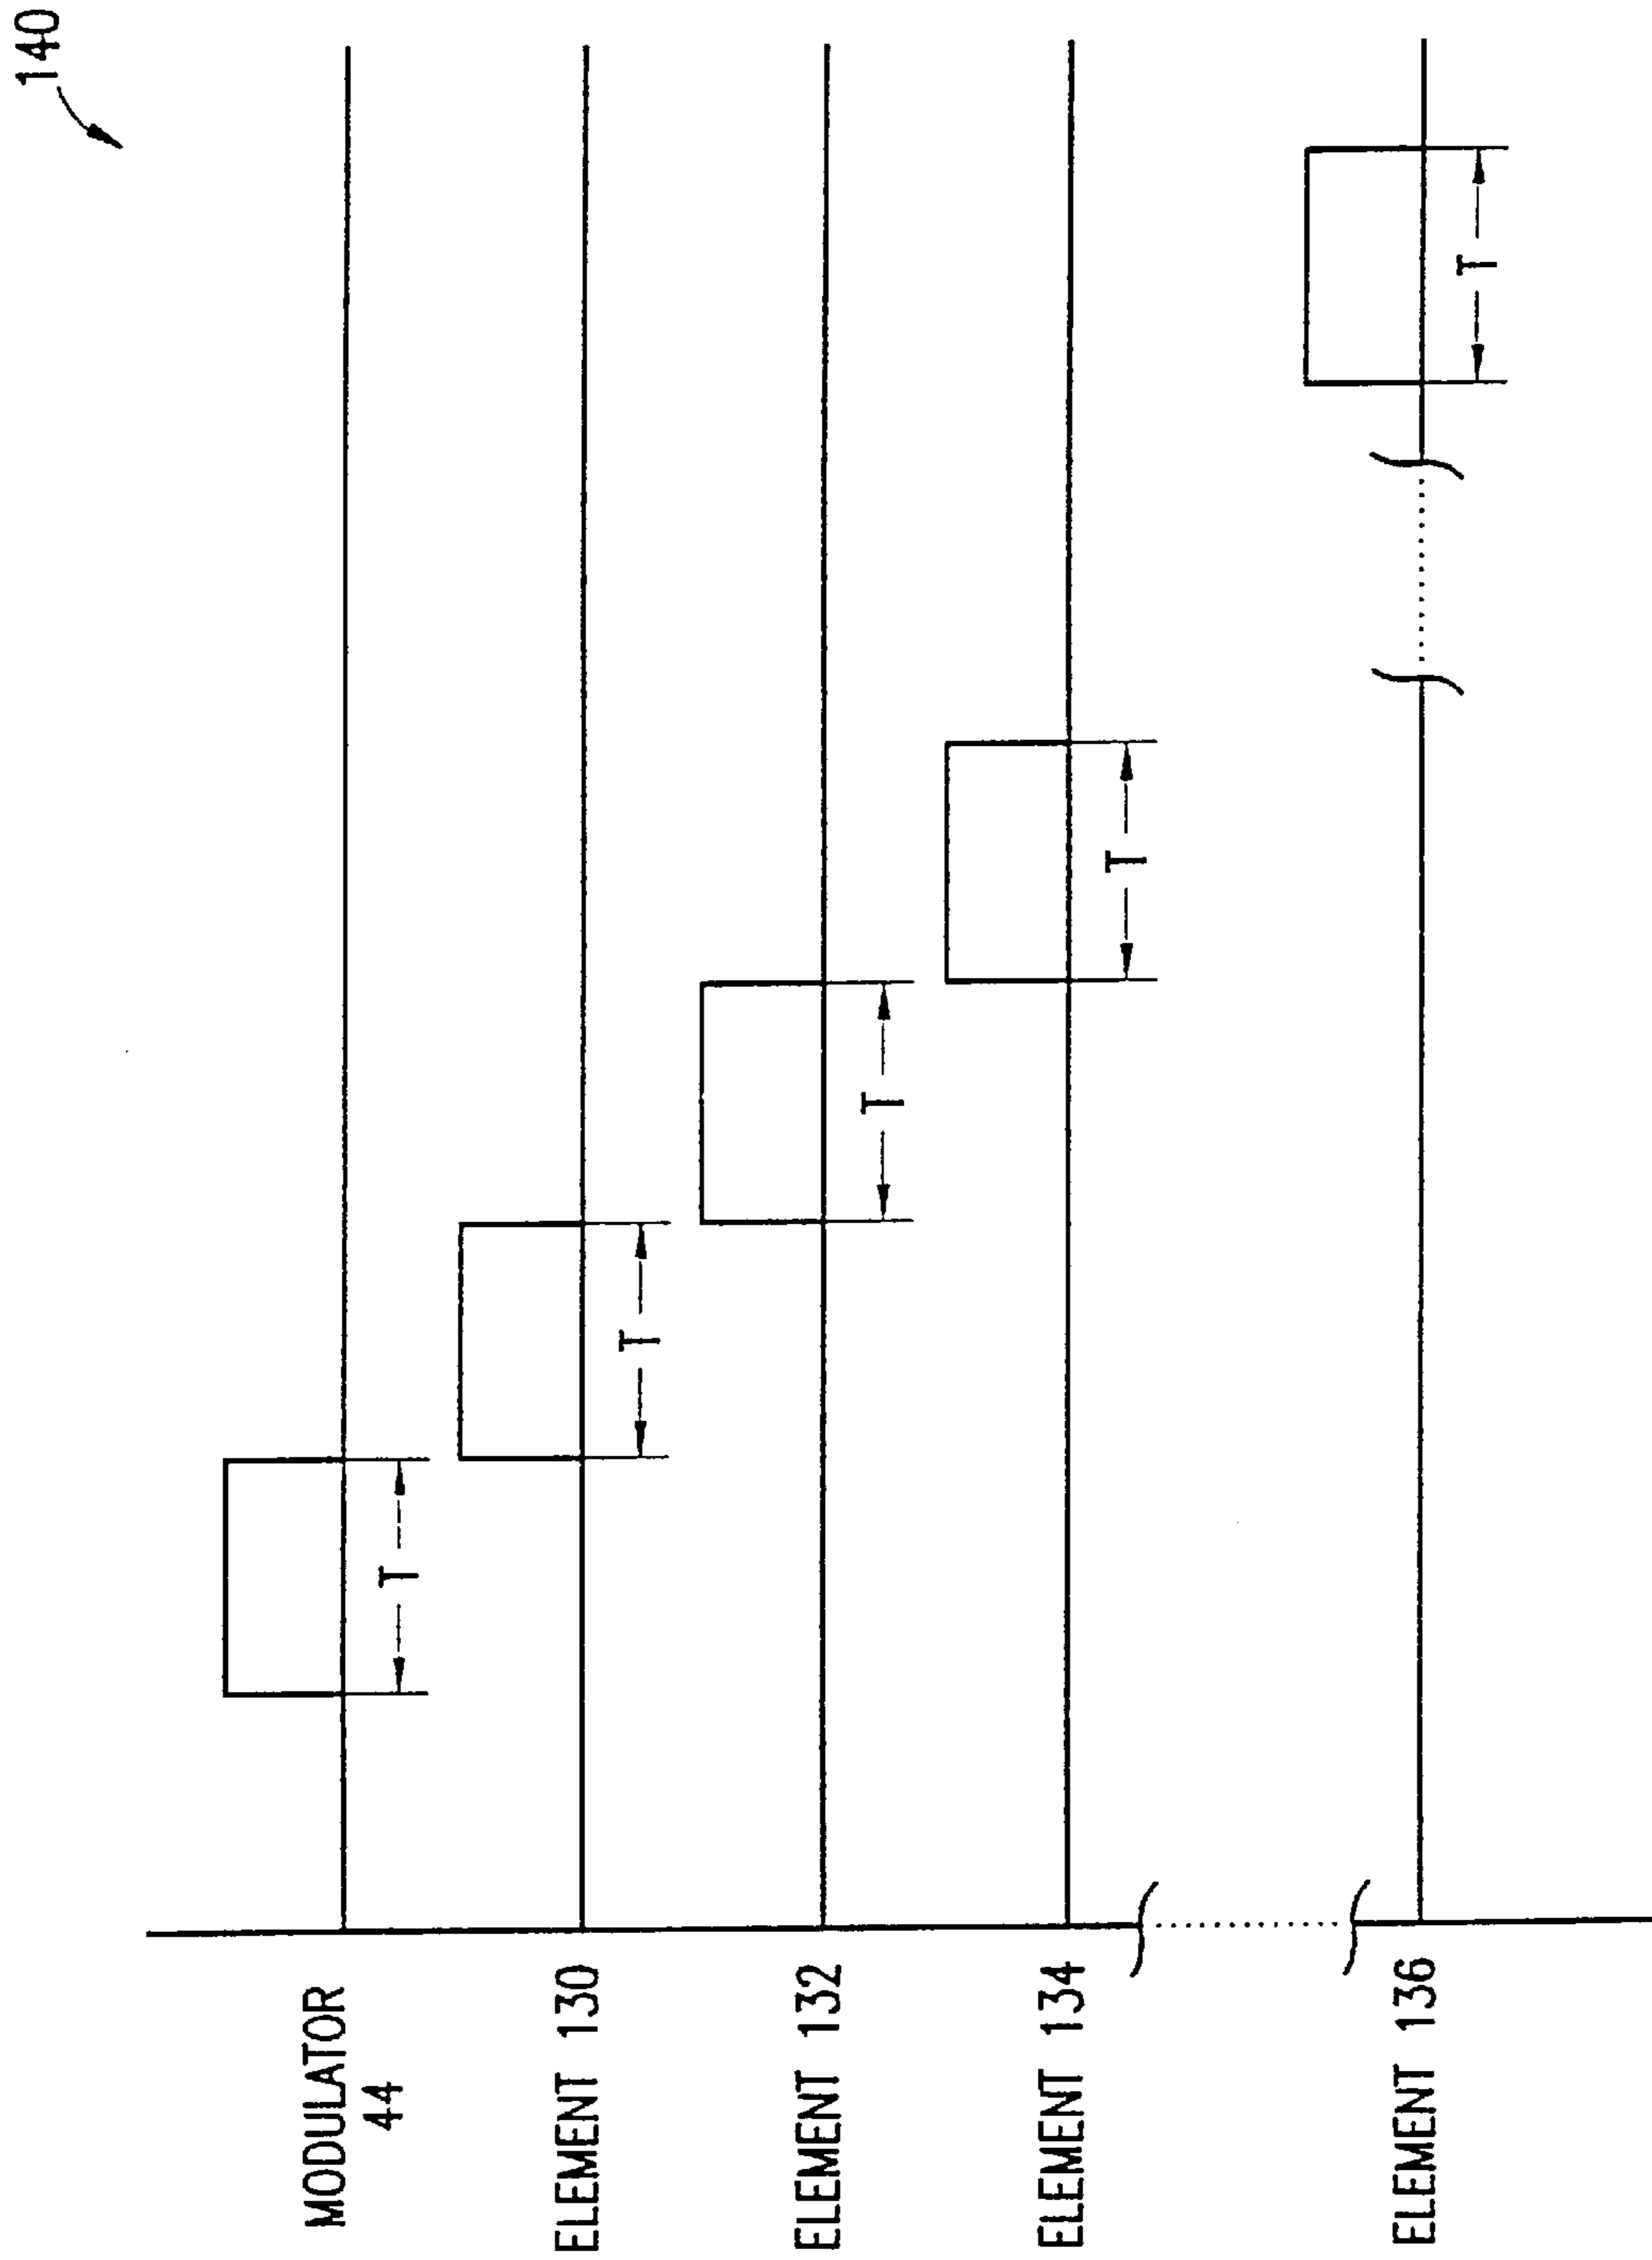 140
MODULATOR
44
T
ELEMENT 130
T
ELEMENT 132
T
ELEMENT 134
T
ELEMENT 136
T